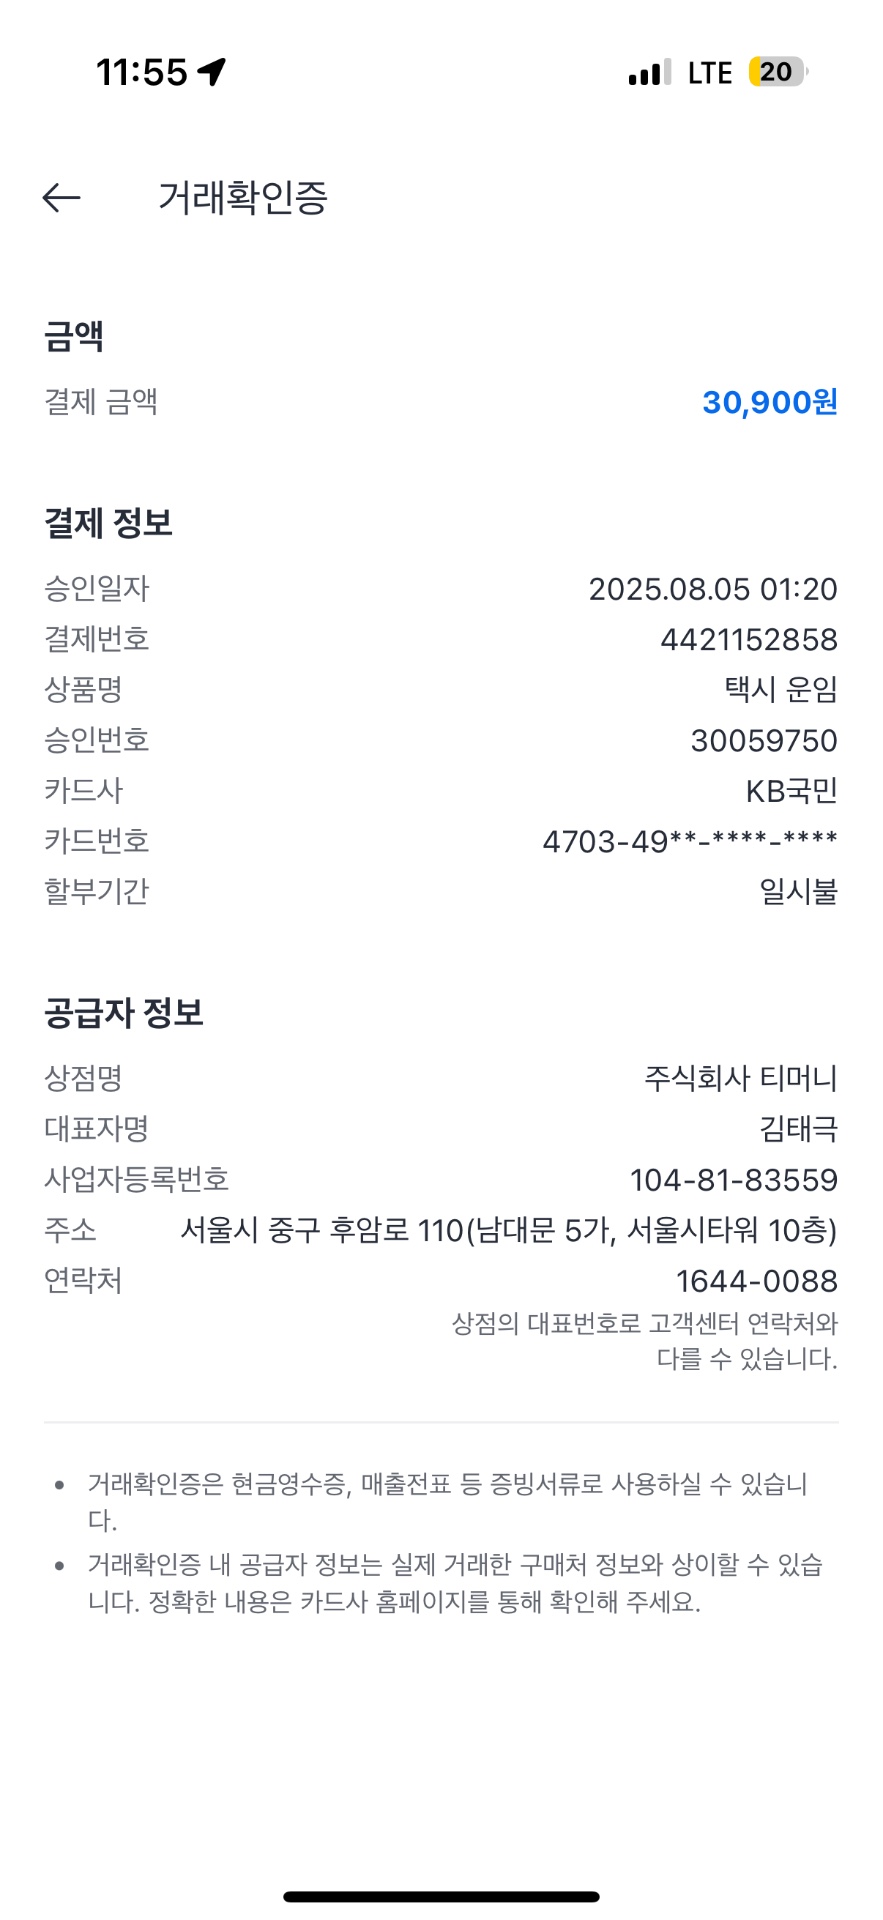 11:55 LTE 20
거래확인증
금액
결제 금액 30,900원
결제 정보
승인일자 2025.08.05 01:20
결제번호 4421152858
상품명 택시 운임
승인번호 30059750
카드사 KB국민
카드번호 4703-49**-****-****
할부기간 일시불
공급자 정보
상점명 주식회사 티머니
대표자명 김태극
사업자등록번호 104-81-83559
주소 서울시 중구 후암로 110(남대문 5가, 서울시타워 10층)
연락처 1644-0088
상점의 대표번호로 고객센터 연락처와
다를 수 있습니다.
• 거래확인증은 현금영수증, 매출전표 등 증빙서류로 사용하실 수 있습니
다.
• 거래확인증 내 공급자 정보는 실제 거래한 구매처 정보와 상이할 수 있습
니다. 정확한 내용은 카드사 홈페이지를 통해 확인해 주세요.